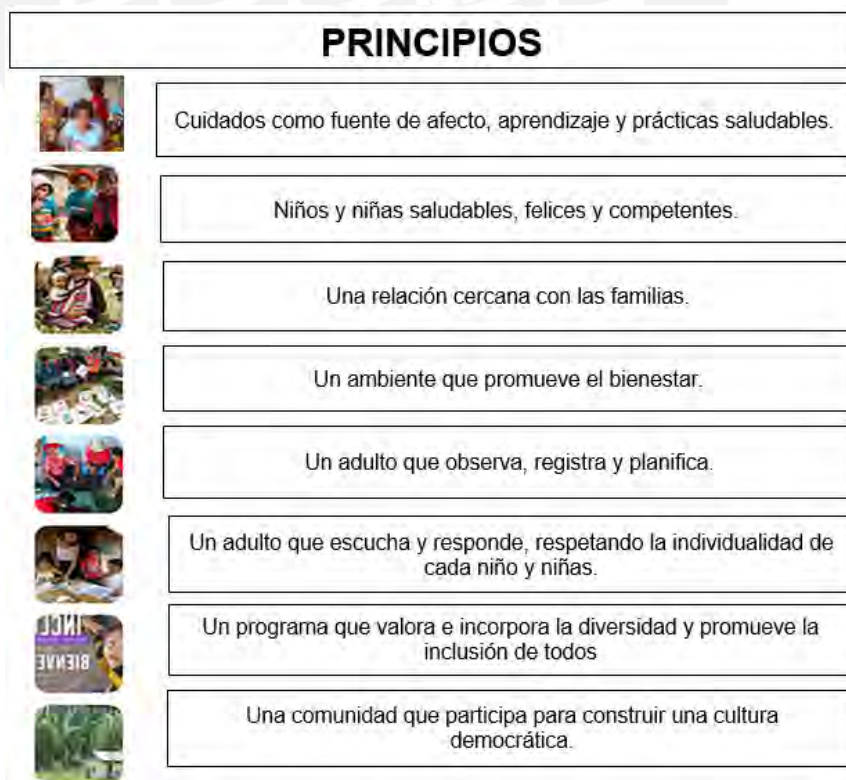 PRINCIPIOS
Cuidados como fuente de afecto, aprendizaje y prácticas saludables.
Niños y niñas saludables, felices y competentes.
Una relación cercana con las familias.
Un ambiente que promueve el bienestar.
Un adulto que observa, registra y planifica.
Un adulto que escucha y responde, respetando la individualidad de
cada niño y niñas.
INCL
BIENVE
Un programa que valora e incorpora la diversidad y promueve la
inclusión de todos
Una comunidad que participa para construir una cultura
democrática.